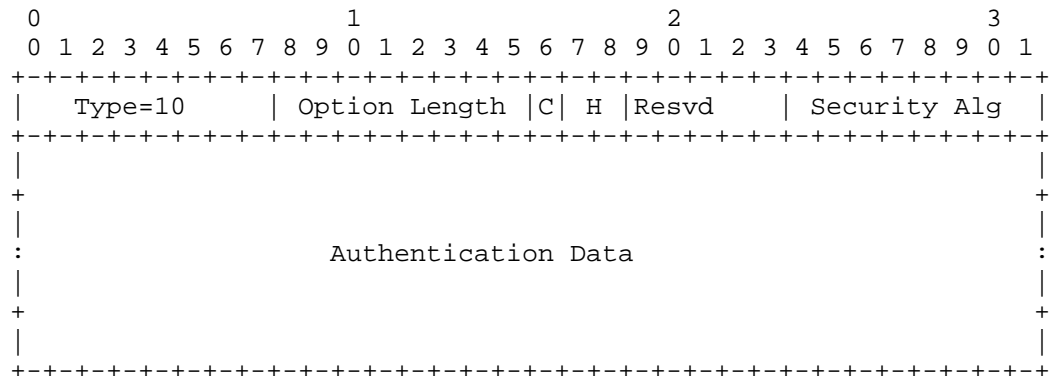 0                   1                   2                   3
 0 1 2 3 4 5 6 7 8 9 0 1 2 3 4 5 6 7 8 9 0 1 2 3 4 5 6 7 8 9 0 1
+-+-+-+-+-+-+-+-+-+-+-+-+-+-+-+-+-+-+-+-+-+-+-+-+-+-+-+-+-+-+-+-+
|   Type=10     | Option Length |C| H |Resvd    | Security Alg  |
+-+-+-+-+-+-+-+-+-+-+-+-+-+-+-+-+-+-+-+-+-+-+-+-+-+-+-+-+-+-+-+-+
|                                                               |
+                                                               +
|                                                               |
:                   Authentication Data                         :
|                                                               |
+                                                               +
|                                                               |
+-+-+-+-+-+-+-+-+-+-+-+-+-+-+-+-+-+-+-+-+-+-+-+-+-+-+-+-+-+-+-+-+